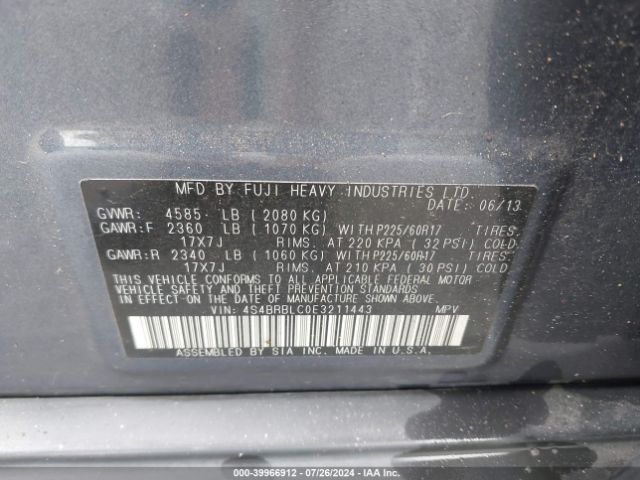 MFD BY FUJI HEAVY INDUSTRIES LTD.
DATE: 06/13
GVWR: 4585 LB (2080 KG)
GAWR:F 2360 LB (1070 KG) WITH P225/60R17 TIRES,
17X7J RIMS, AT 220 KPA (32 PSI) COLD
GAWR:R 2340 LB (1060 KG) WITH P225/60R17 TIRES,
17X7J RIMS, AT 210 KPA (30 PSI) COLD
THIS VEHICLE CONFORMS TO ALL APPLICABLE FEDERAL MOTOR
VEHICLE SAFETY AND THEFT PREVENTION STANDARDS
IN EFFECT ON THE DATE OF MANUFACTURE SHOWN ABOVE.
VIN: 4S4BRBLC0E3211443 MPV
ASSEMBLED BY SIA INC. MADE IN U.S.A.
000-39966912 - 07/26/2024 - IAA Inc.